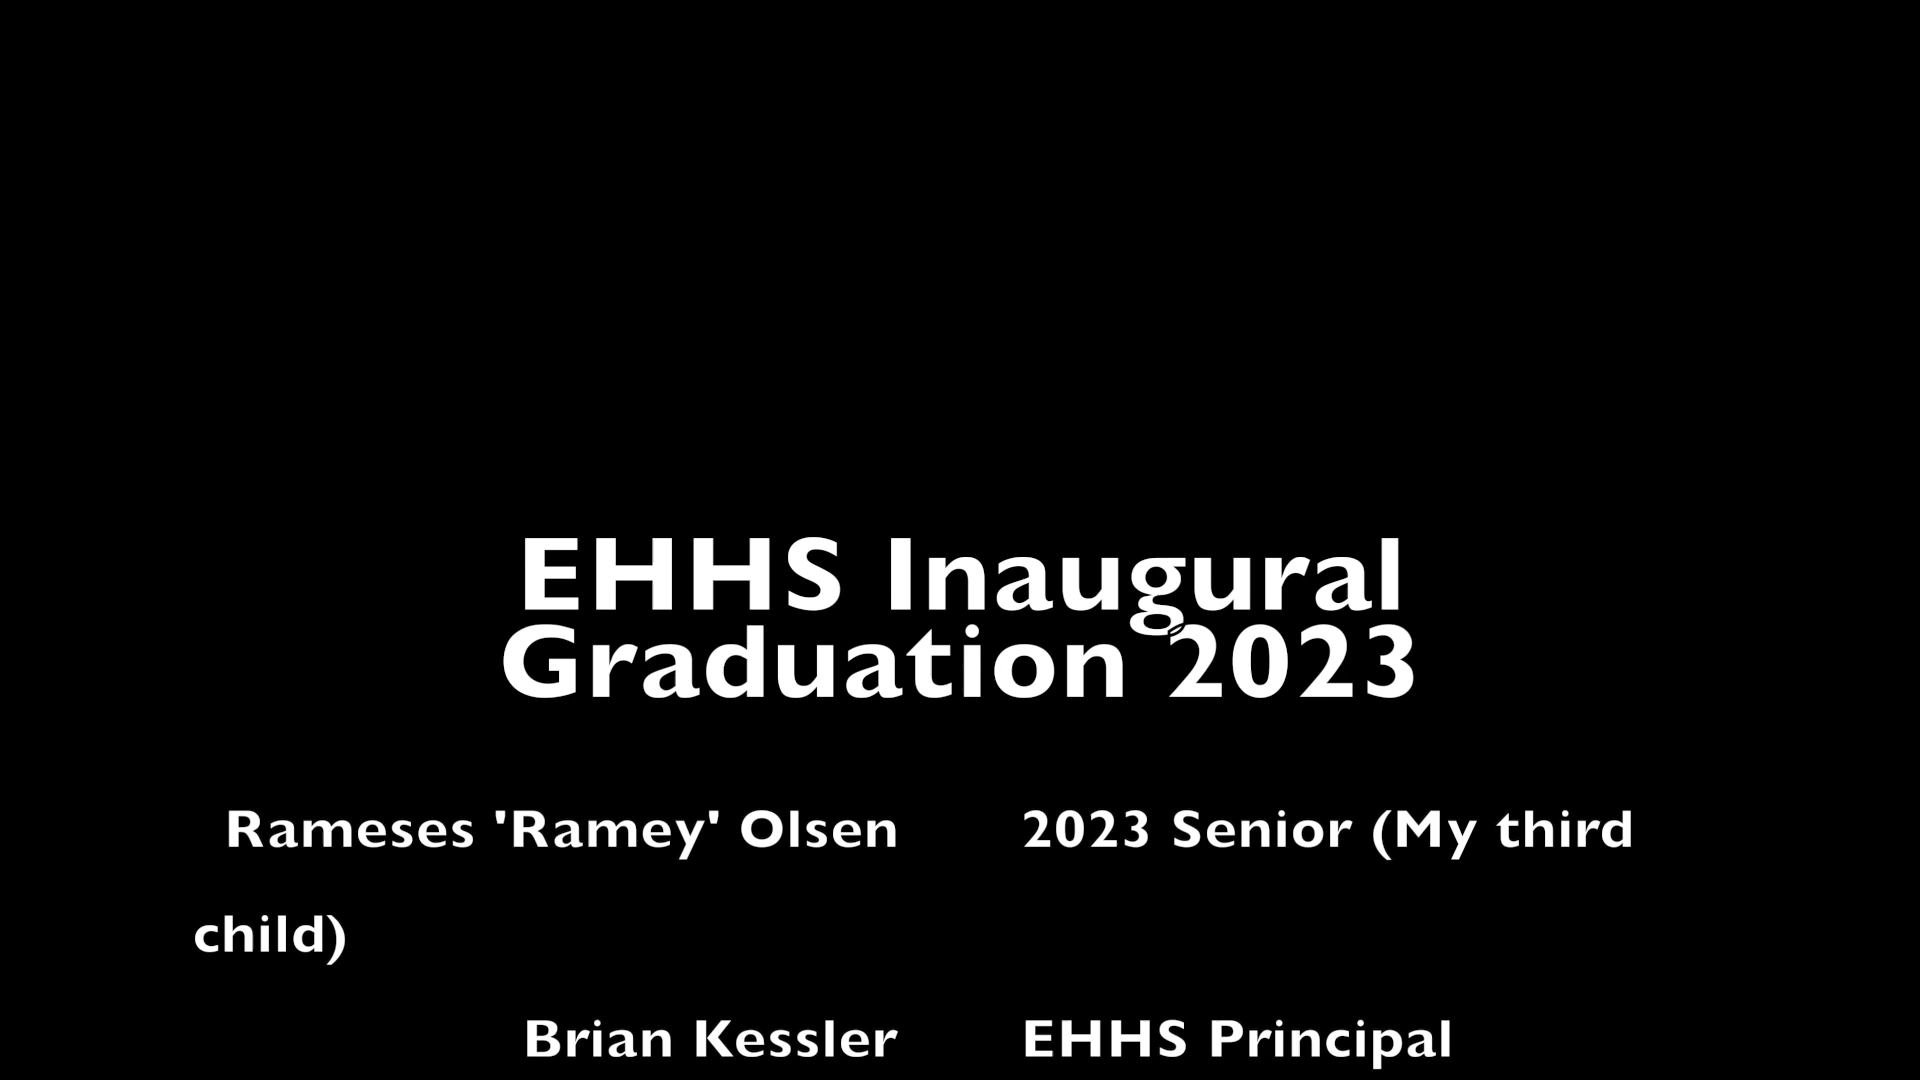 EHHS Inaugural
Graduation 2023
Rameses 'Ramey' Olsen 2023 Senior (My third
child)
Brian Kessler EHHS Principal